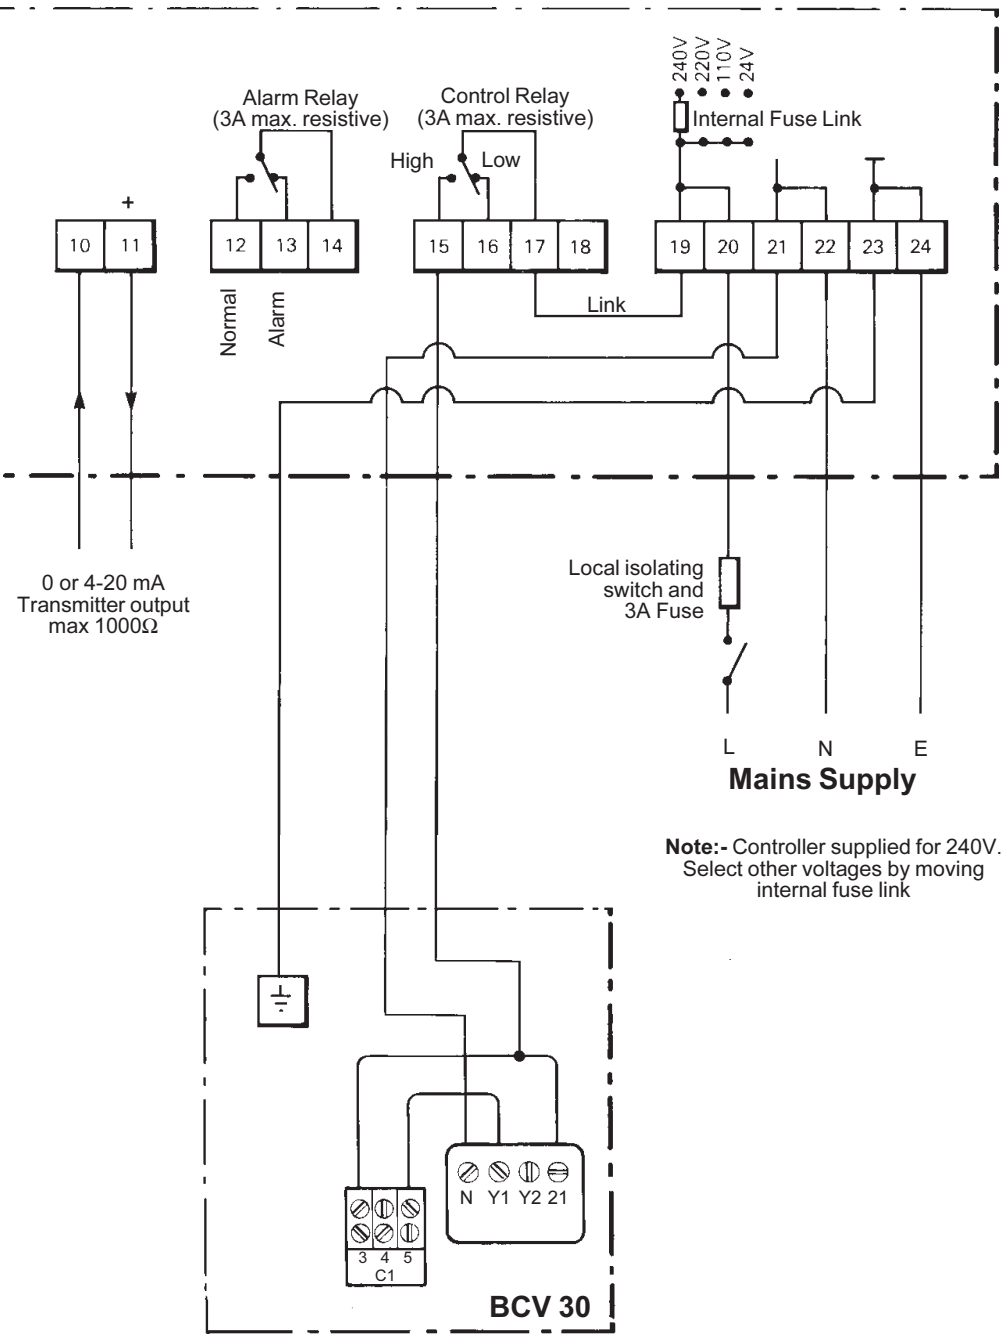 240V
220V
110V
24V
Alarm Relay
(3A max. resistive)
Control Relay
(3A max. resistive)
Internal Fuse Link
High
Low
+
10 11
12 13 14
15 16 17 18
19 20 21 22 23 24
Normal
Alarm
Link
0 or 4-20 mA
Transmitter output
max 1000Ω
Local isolating
switch and
3A Fuse
L N E
Mains Supply
Note:- Controller supplied for 240V.
Select other voltages by moving
internal fuse link
N Y1 Y2 21
3 4 5
C1
BCV 30